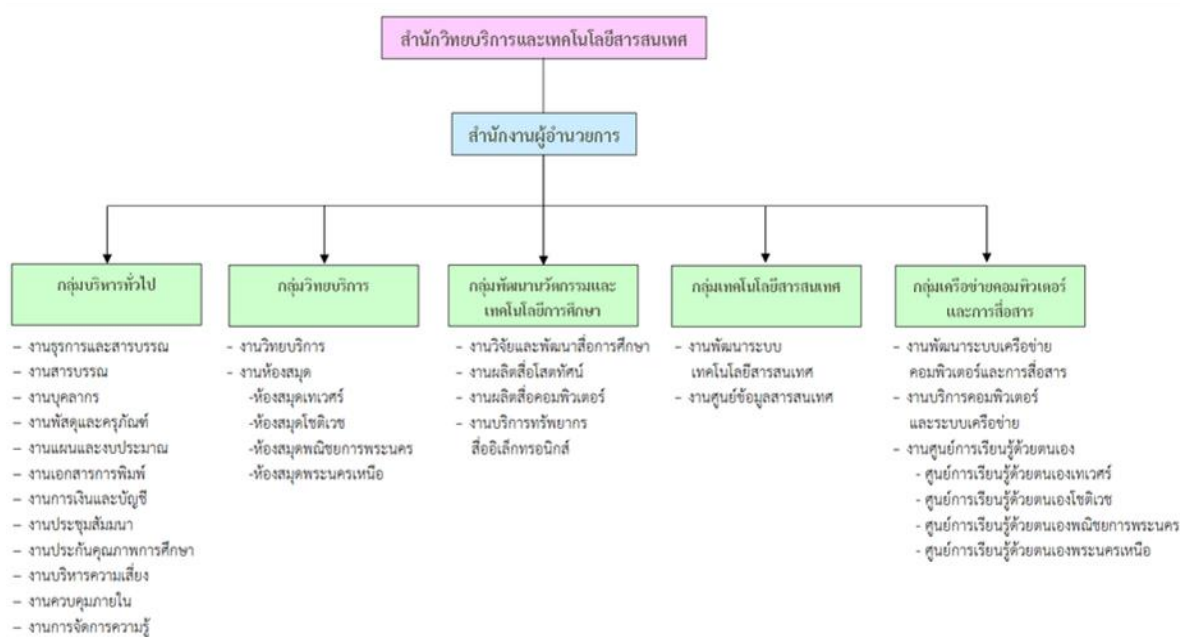 สำนักวิทยบริการและเทคโนโลยีสารสนเทศ
สำนักงานผู้อำนวยการ
กลุ่มบริหารทั่วไป
– งานธุรการและสารบรรณ
– งานสารบรรณ
– งานบุคลากร
– งานพัสดุและครุภัณฑ์
– งานแผนและงบประมาณ
– งานเอกสารการพิมพ์
– งานการเงินและบัญชี
– งานประชุมสัมมนา
– งานประกันคุณภาพการศึกษา
– งานบริหารความเสี่ยง
– งานควบคุมภายใน
– งานการจัดการความรู้
กลุ่มวิทยบริการ
- งานวิทยบริการ
- งานห้องสมุด
-ห้องสมุดเทเวศร์
-ห้องสมุดโชติเวช
-ห้องสมุดพณิชยการพระนคร
-ห้องสมุดพระนครเหนือ
กลุ่มพัฒนานวัตกรรมและ
เทคโนโลยีการศึกษา
– งานวิจัยและพัฒนาสื่อการศึกษา
– งานผลิตสื่อโสตทัศน์
– งานผลิตสื่อคอมพิวเตอร์
– งานบริการทรัพยากร
สื่ออิเล็กทรอนิกส์
กลุ่มเทคโนโลยีสารสนเทศ
– งานพัฒนาระบบ
เทคโนโลยีสารสนเทศ
– งานศูนย์ข้อมูลสารสนเทศ
กลุ่มเครือข่ายคอมพิวเตอร์
และการสื่อสาร
– งานพัฒนาระบบเครือข่าย
คอมพิวเตอร์และการสื่อสาร
– งานบริการคอมพิวเตอร์
และระบบเครือข่าย
– งานศูนย์การเรียนรู้ด้วยตนเอง
- ศูนย์การเรียนรู้ด้วยตนเองเทเวศร์
- ศูนย์การเรียนรู้ด้วยตนเองโชติเวช
- ศูนย์การเรียนรู้ด้วยตนเองพณิชยการพระนคร
- ศูนย์การเรียนรู้ด้วยตนเองพระนครเหนือ